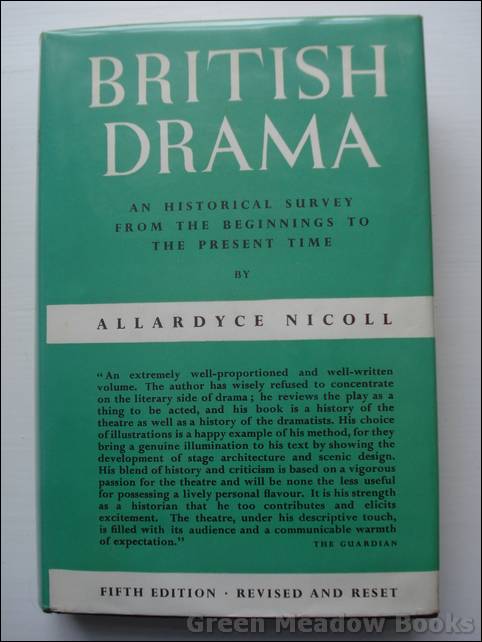 BRITISH
DRAMA
AN HISTORICAL SURVEY
FROM THE BEGINNINGS TO
THE PRESENT TIME
BY
ALLARDYCE NICOLL
"An extremely well-proportioned and well-written
volume. The author has wisely refused to concentrate
on the literary side of drama; he reviews the play as a
thing to be acted, and his book is a history of the
theatre as well as a history of the dramatists. His choice
of illustrations is a happy example of his method, for they
bring a genuine illumination to his text by showing the
development of stage architecture and scenic design.
His blend of history and criticism is based on a vigorous
passion for the theatre and will be none the less useful
for possessing a lively personal flavour. It is his strength
as a historian that he too contributes and elicits
excitement. The theatre, under his descriptive touch,
is filled with its audience and a communicable warmth
of expectation."
THE GUARDIAN
FIFTH EDITION · REVISED AND RESET
Green Meadow Books